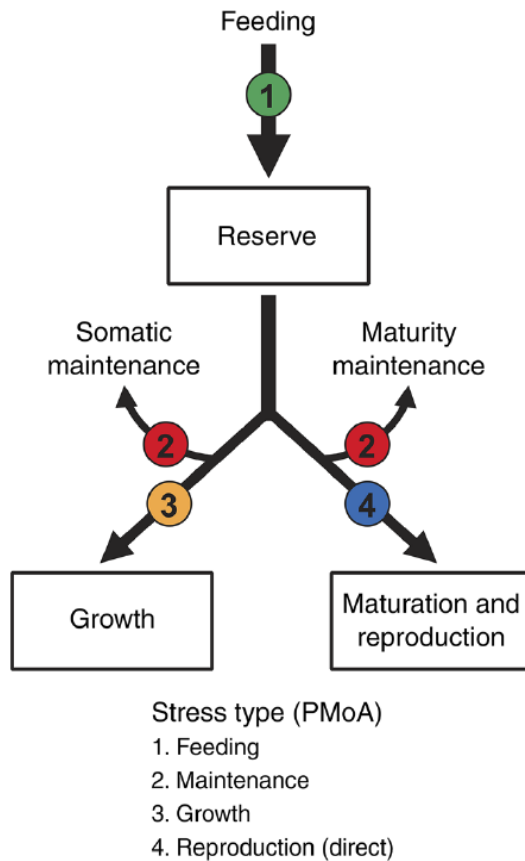 Feeding
1
Reserve
Somatic
maintenance
Maturity
maintenance
2
2
3
4
Growth
Maturation and
reproduction
Stress type (PMoA)
1. Feeding
2. Maintenance
3. Growth
4. Reproduction (direct)